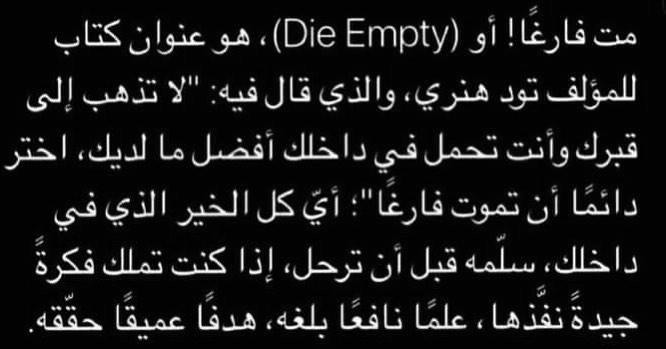 مت فارغًا! أو (Die Empty)، هو عنوان كتاب
للمؤلف تود هنري، والذي قال فيه: "لا تذهب إلى
قبرك وأنت تحمل في داخلك أفضل ما لديك، اختر
دائمًا أن تموت فارغًا"؛ أيّ كل الخير الذي في
داخلك، سلّمه قبل أن ترحل، إذا كنت تملك فكرةً
جيدةً نفّذها، علمًا نافعًا بلغه، هدفًا عميقًا حقّقه.